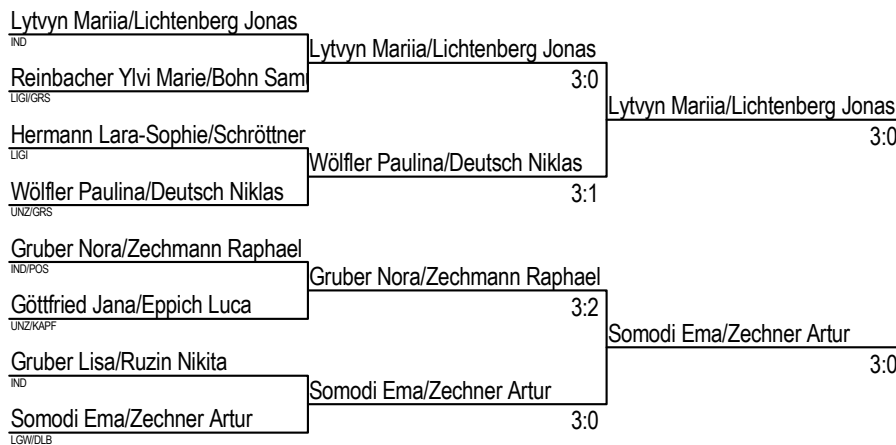 Lytvyn Mariia/Lichtenberg Jonas
IND
Lytvyn Mariia/Lichtenberg Jonas
Reinbacher Ylvi Marie/Bohn Sam
3:0
LIGI/GRS
Lytvyn Mariia/Lichtenberg Jonas
3:0
Hermann Lara-Sophie/Schröttner
LIGI
Wölfler Paulina/Deutsch Niklas
Wölfler Paulina/Deutsch Niklas
3:1
UNZ/GRS
Gruber Nora/Zechmann Raphael
IND/POS
Gruber Nora/Zechmann Raphael
Göttfried Jana/Eppich Luca
3:2
UNZ/KAPF
Somodi Ema/Zechner Artur
3:0
Gruber Lisa/Ruzin Nikita
IND
Somodi Ema/Zechner Artur
Somodi Ema/Zechner Artur
3:0
LGW/DLB